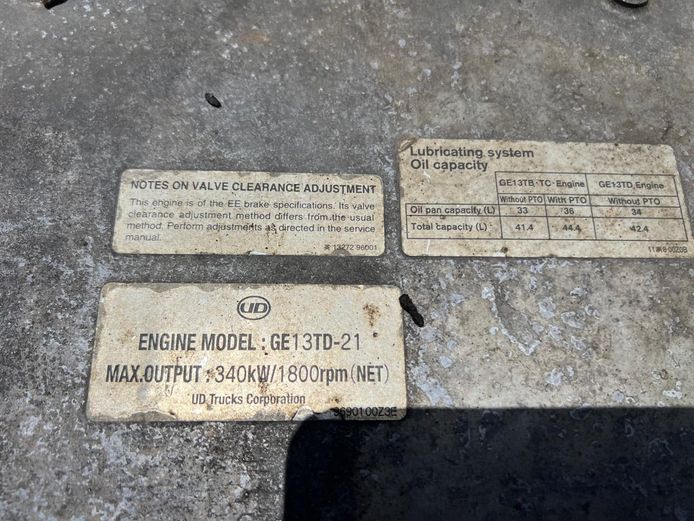 NOTES ON VALVE CLEARANCE ADJUSTMENT
This engine is of the EE brake specifications. Its valve
clearance adjustment method differs from the usual
method. Perform adjustments as directed in the service
manual.
13272 96001
Lubricating system
Oil capacity
GE13TB·TC Engine GE13TD Engine
Without PTO With PTO Without PTO
Oil pan capacity (L) 33 36 34
Total capacity (L) 41.4 44.4 42.4
UD
ENGINE MODEL : GE13TD-21
MAX.OUTPUT : 340kW/1800rpm (NET)
UD Trucks Corporation